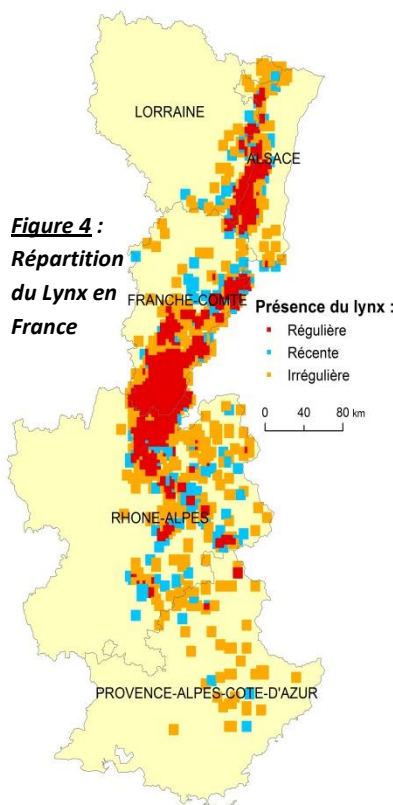 LORRAINE
ALSACE
Figure 4 :
Répartition
du Lynx en
France
FRANCHE-COMTE
Présence du lynx :
Régulière
Récente
Irrégulière
0 40 80 km
RHONE-ALPES
PROVENCE-ALPES-COTE-D'AZUR